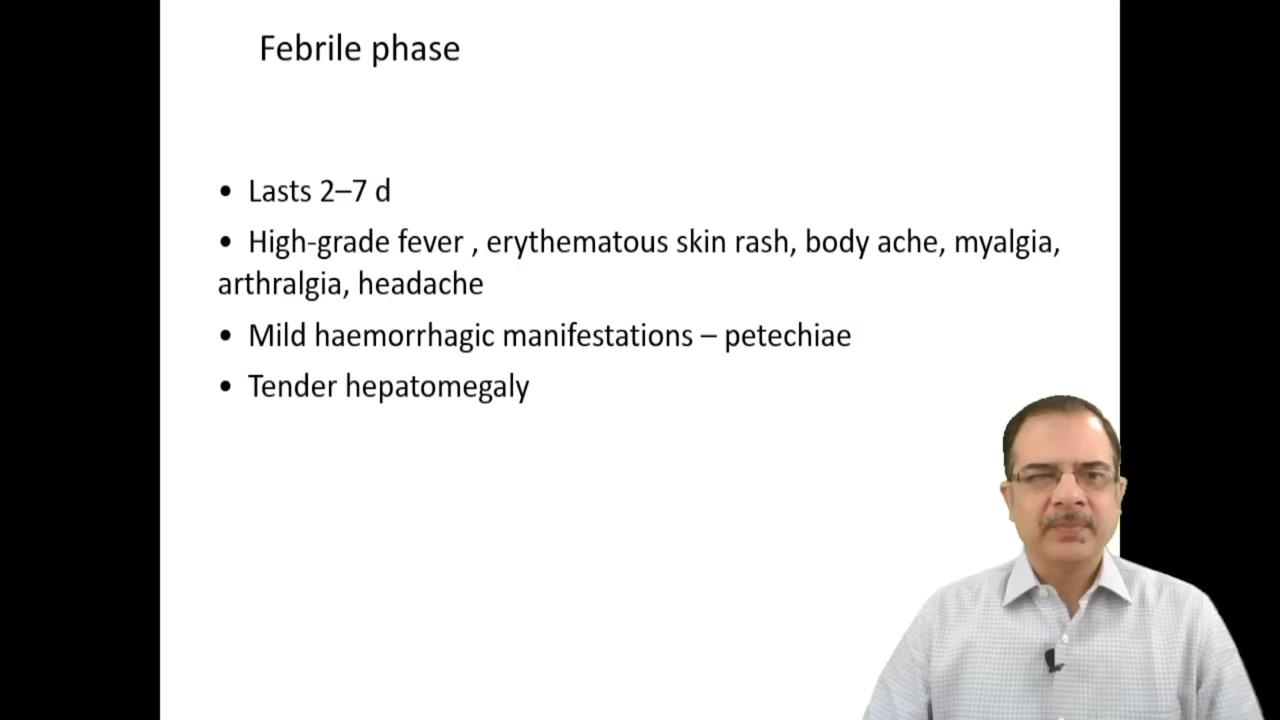 Febrile phase
• Lasts 2–7 d
• High-grade fever , erythematous skin rash, body ache, myalgia,
arthralgia, headache
• Mild haemorrhagic manifestations – petechiae
• Tender hepatomegaly